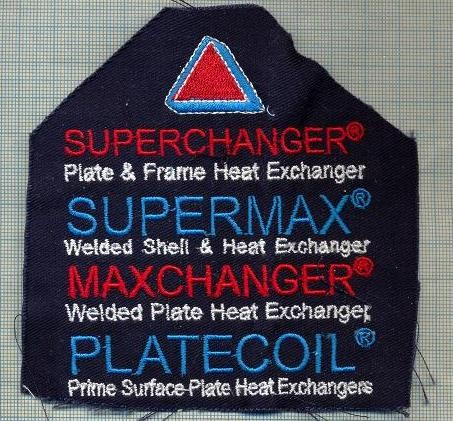 SUPERCHANGER®
Plate & Frame Heat Exchanger
SUPERMAX®
Welded Shell & Heat Exchanger
MAXCHANGER®
Welded Plate Heat Exchanger
PLATECOIL®
Prime Surface Plate Heat Exchangers